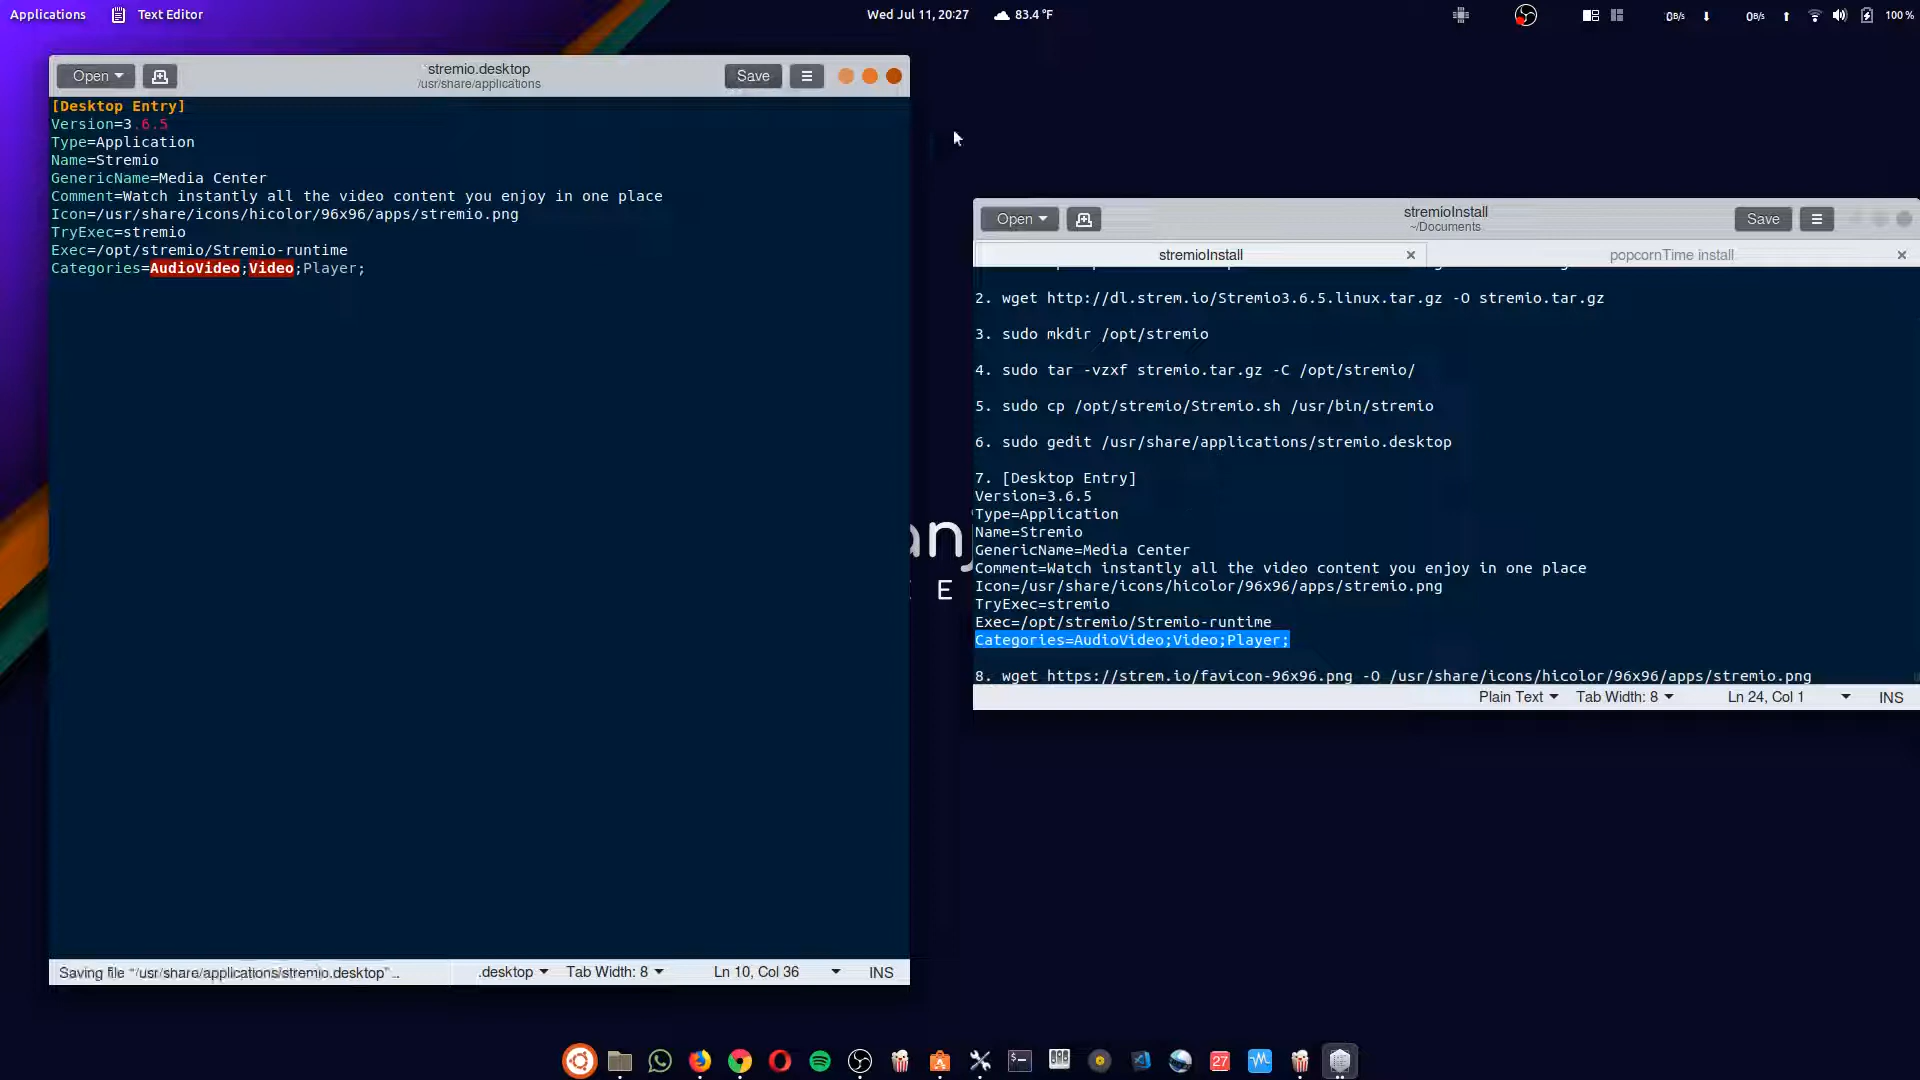 Applications Text Editor Wed Jul 11, 20:27 83.4 °F 0B/s 0B/s 100 %
Open stremio.desktop Save
/usr/share/applications
[Desktop Entry]
Version=3.6.5
Type=Application
Name=Stremio
GenericName=Media Center
Comment=Watch instantly all the video content you enjoy in one place
Icon=/usr/share/icons/hicolor/96x96/apps/stremio.png
TryExec=stremio
Exec=/opt/stremio/Stremio-runtime
Categories=AudioVideo;Video;Player;
Saving file "/usr/share/applications/stremio.desktop"… .desktop Tab Width: 8 Ln 10, Col 36 INS
Open stremioInstall Save
~/Documents
stremioInstall popcornTime install
2. wget http://dl.strem.io/Stremio3.6.5.linux.tar.gz -O stremio.tar.gz
3. sudo mkdir /opt/stremio
4. sudo tar -vzxf stremio.tar.gz -C /opt/stremio/
5. sudo cp /opt/stremio/Stremio.sh /usr/bin/stremio
6. sudo gedit /usr/share/applications/stremio.desktop
7. [Desktop Entry]
Version=3.6.5
Type=Application
Name=Stremio
GenericName=Media Center
Comment=Watch instantly all the video content you enjoy in one place
Icon=/usr/share/icons/hicolor/96x96/apps/stremio.png
TryExec=stremio
Exec=/opt/stremio/Stremio-runtime
Categories=AudioVideo;Video;Player;
8. wget https://strem.io/favicon-96x96.png -O /usr/share/icons/hicolor/96x96/apps/stremio.png
Plain Text Tab Width: 8 Ln 24, Col 1 INS
27